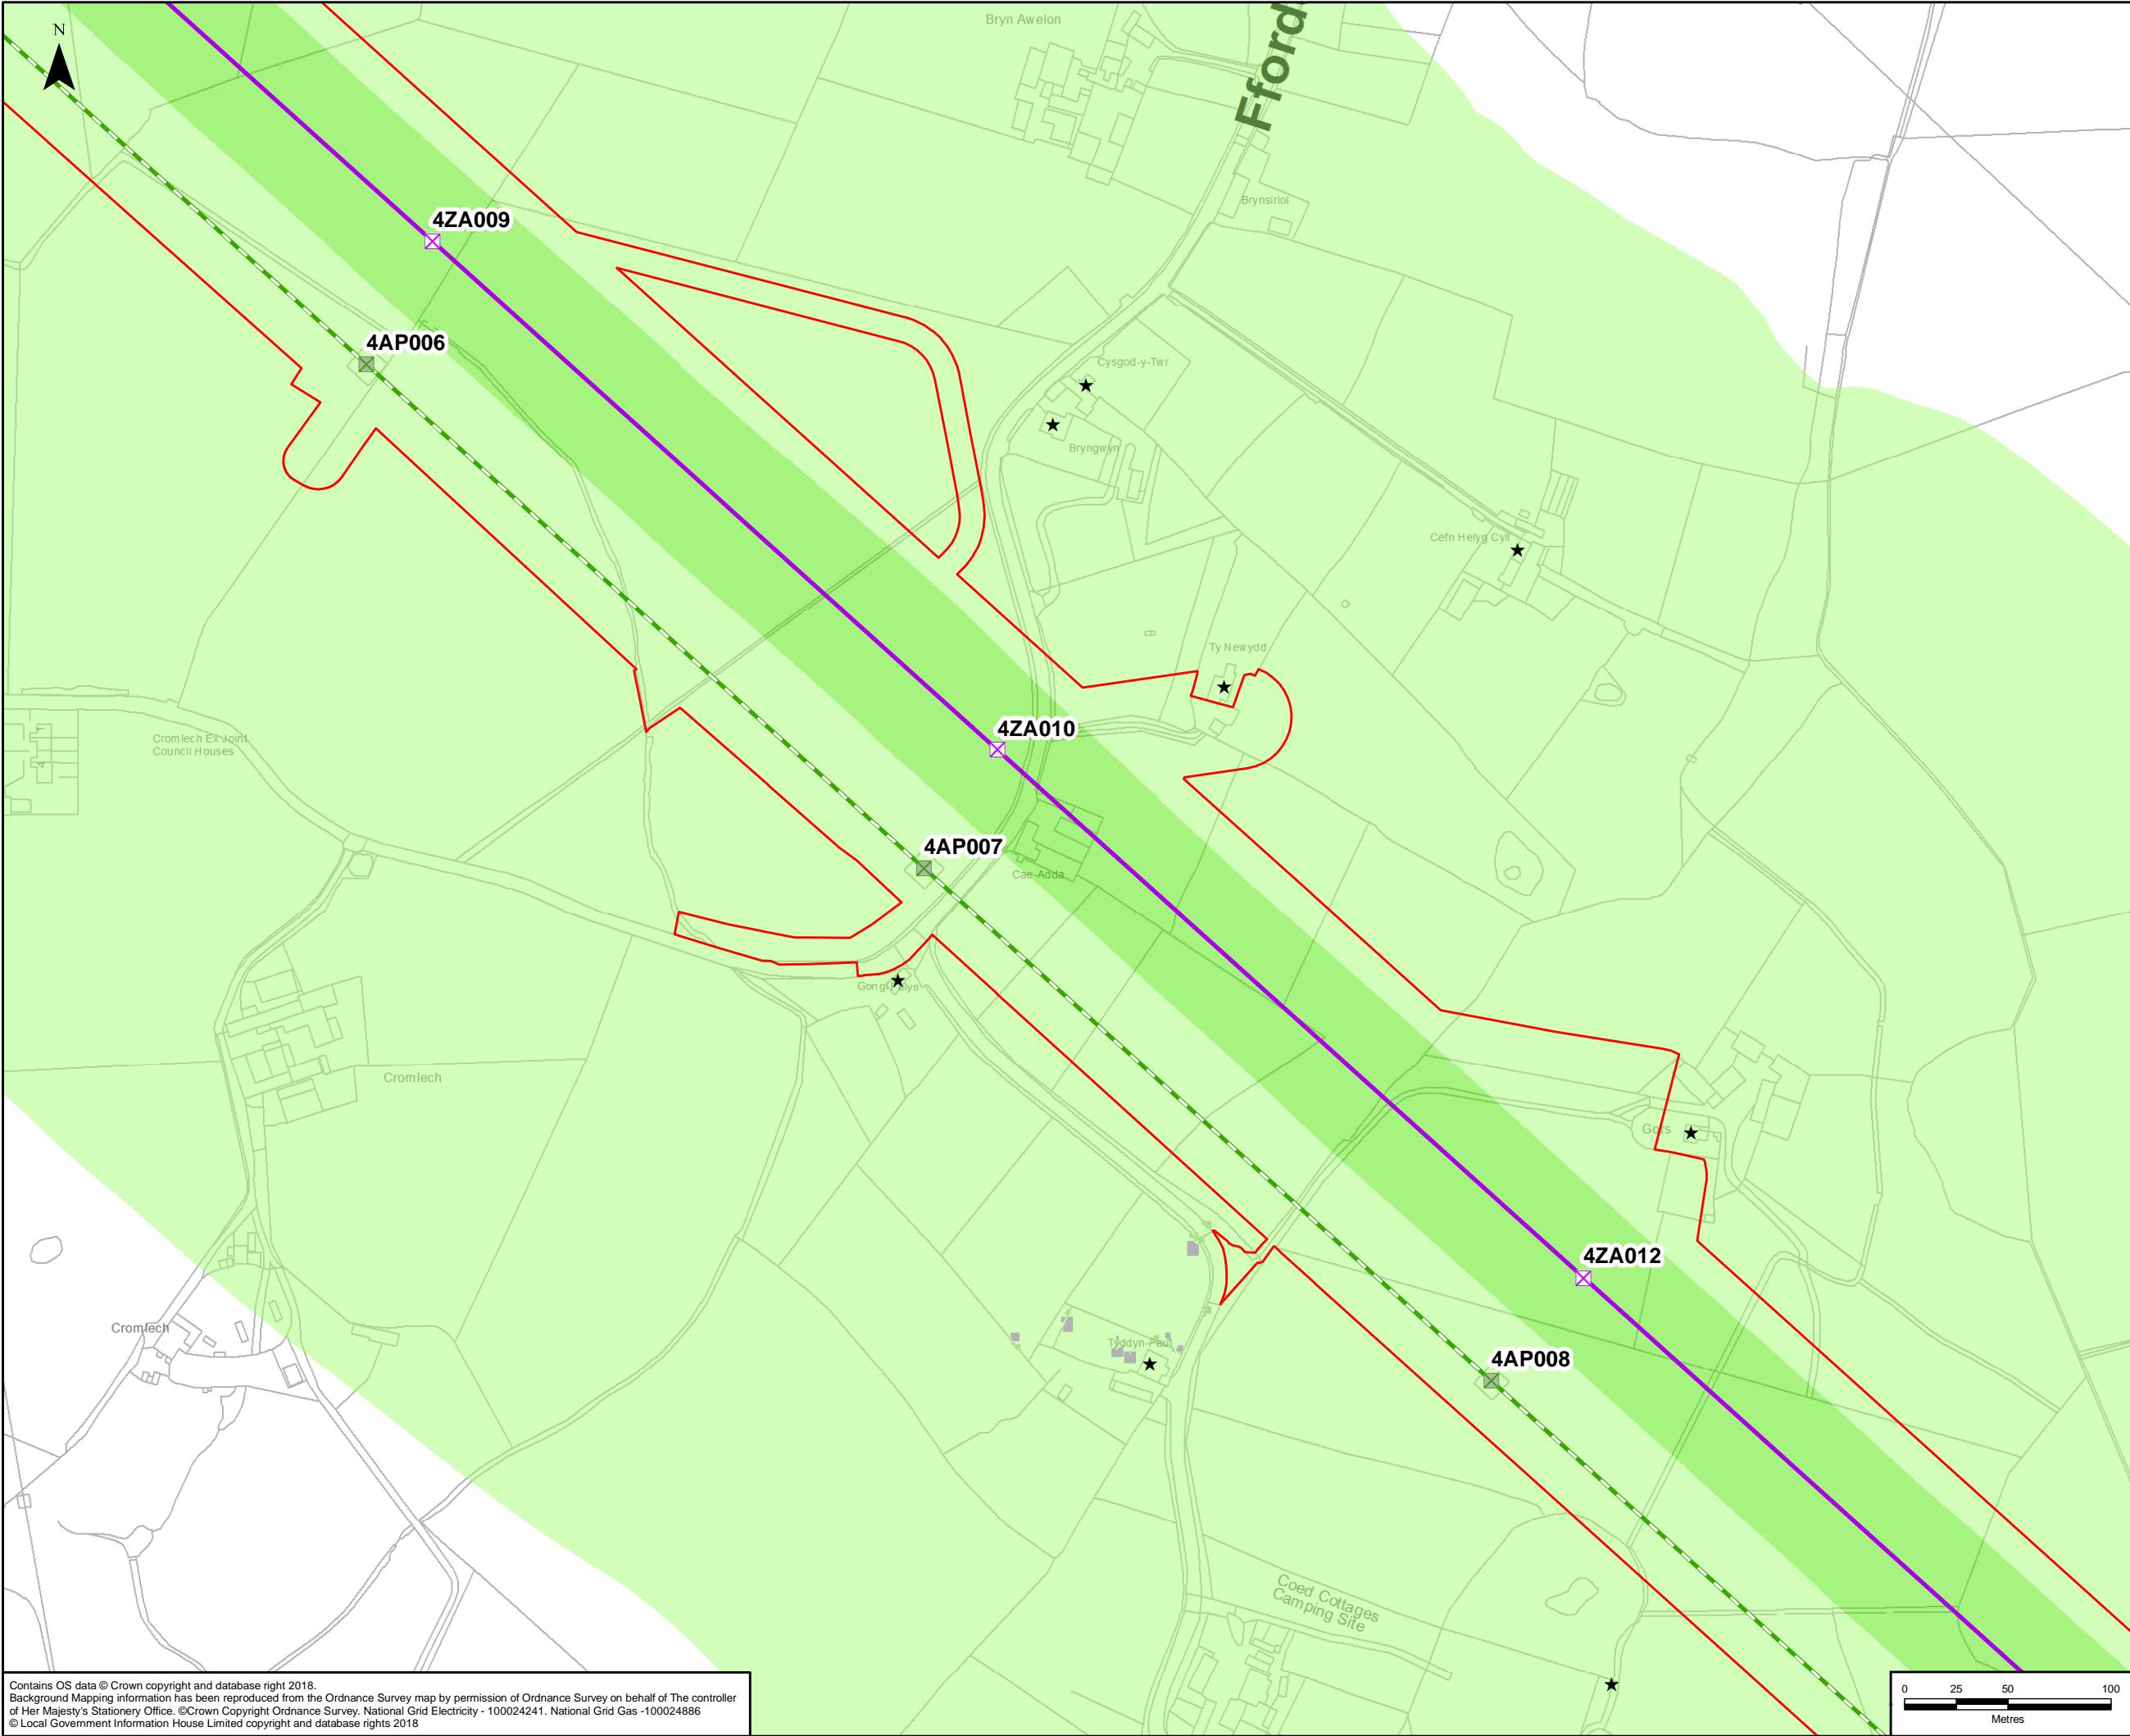 N
Bryn Awelon
Fford
Brynsiriol
4ZA009
4AP006
Cysgod-y-Twr
Bryngwyn
Cefn Helyg Cyll
Ty Newydd
4ZA010
Cromlech Ex Joint
Council Houses
4AP007
Cae-Adda
Cromlech
Gors
4ZA012
Cromlech
Tyddyn-Paul
4AP008
Coed Cottages
Camping Site
Contains OS data © Crown copyright and database right 2018.
Background Mapping information has been reproduced from the Ordnance Survey map by permission of Ordnance Survey on behalf of The controller
of Her Majesty's Stationery Office. ©Crown Copyright Ordnance Survey. National Grid Electricity - 100024241. National Grid Gas -100024886
© Local Government Information House Limited copyright and database rights 2018
0 25 50 100
Metres